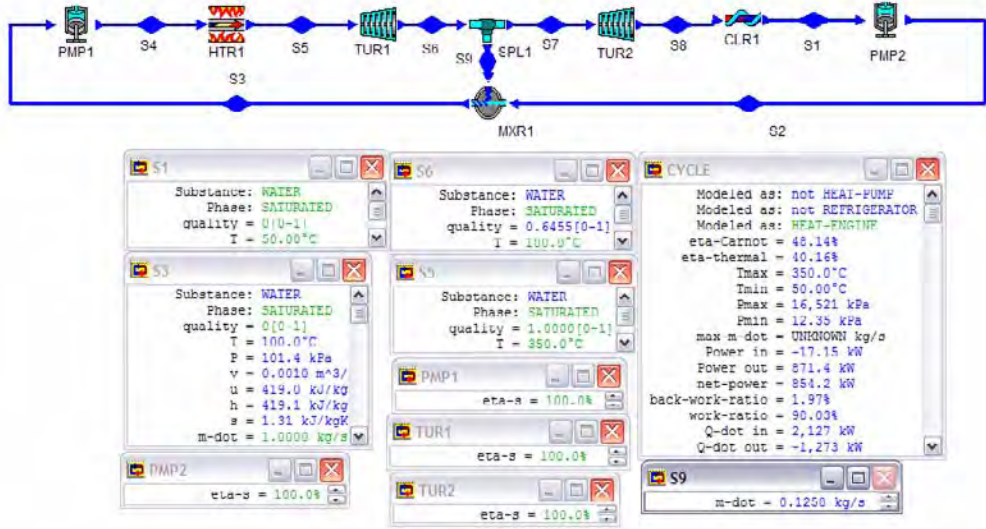 PMP1
S4
HTR1
S5
TUR1
S6
S9
SPL1
S7
TUR2
S8
CLR1
S1
PMP2
S3
MXR1
S2
S1
Substance: WATER
Phase: SATURATED
quality = 0[0-1]
T = 50.00°C
S6
Substance: WATER
Phase: SATURATED
quality = 0.6455[0-1]
T = 100.0°C
CYCLE
Modeled as: not HEAT-PUMP
Modeled as: not REFRIGERATOR
Modeled as: HEAT-ENGINE
eta-Carnot = 48.14%
eta-thermal = 40.16%
Tmax = 350.0°C
Tmin = 50.00°C
Pmax = 16,521 kPa
Pmin = 12.35 kPa
max-m-dot = UNKNOWN kg/s
Power in = -17.15 kW
Power out = 871.4 kW
net-power = 854.2 kW
back-work-ratio = 1.97%
work-ratio = 98.03%
Q-dot in = 2,127 kW
Q-dot out = -1,273 kW
S3
Substance: WATER
Phase: SATURATED
quality = 0[0-1]
T = 100.0°C
P = 101.4 kPa
v = 0.0010 m^3/
u = 419.0 kJ/kg
h = 419.1 kJ/kg
s = 1.31 kJ/kgK
m-dot = 1.0000 kg/s
S5
Substance: WATER
Phase: SATURATED
quality = 1.0000[0-1]
T = 350.0°C
PMP1
eta-s = 100.0%
TUR1
eta-s = 100.0%
PMP2
eta-s = 100.0%
TUR2
eta-s = 100.0%
S9
m-dot = 0.1250 kg/s